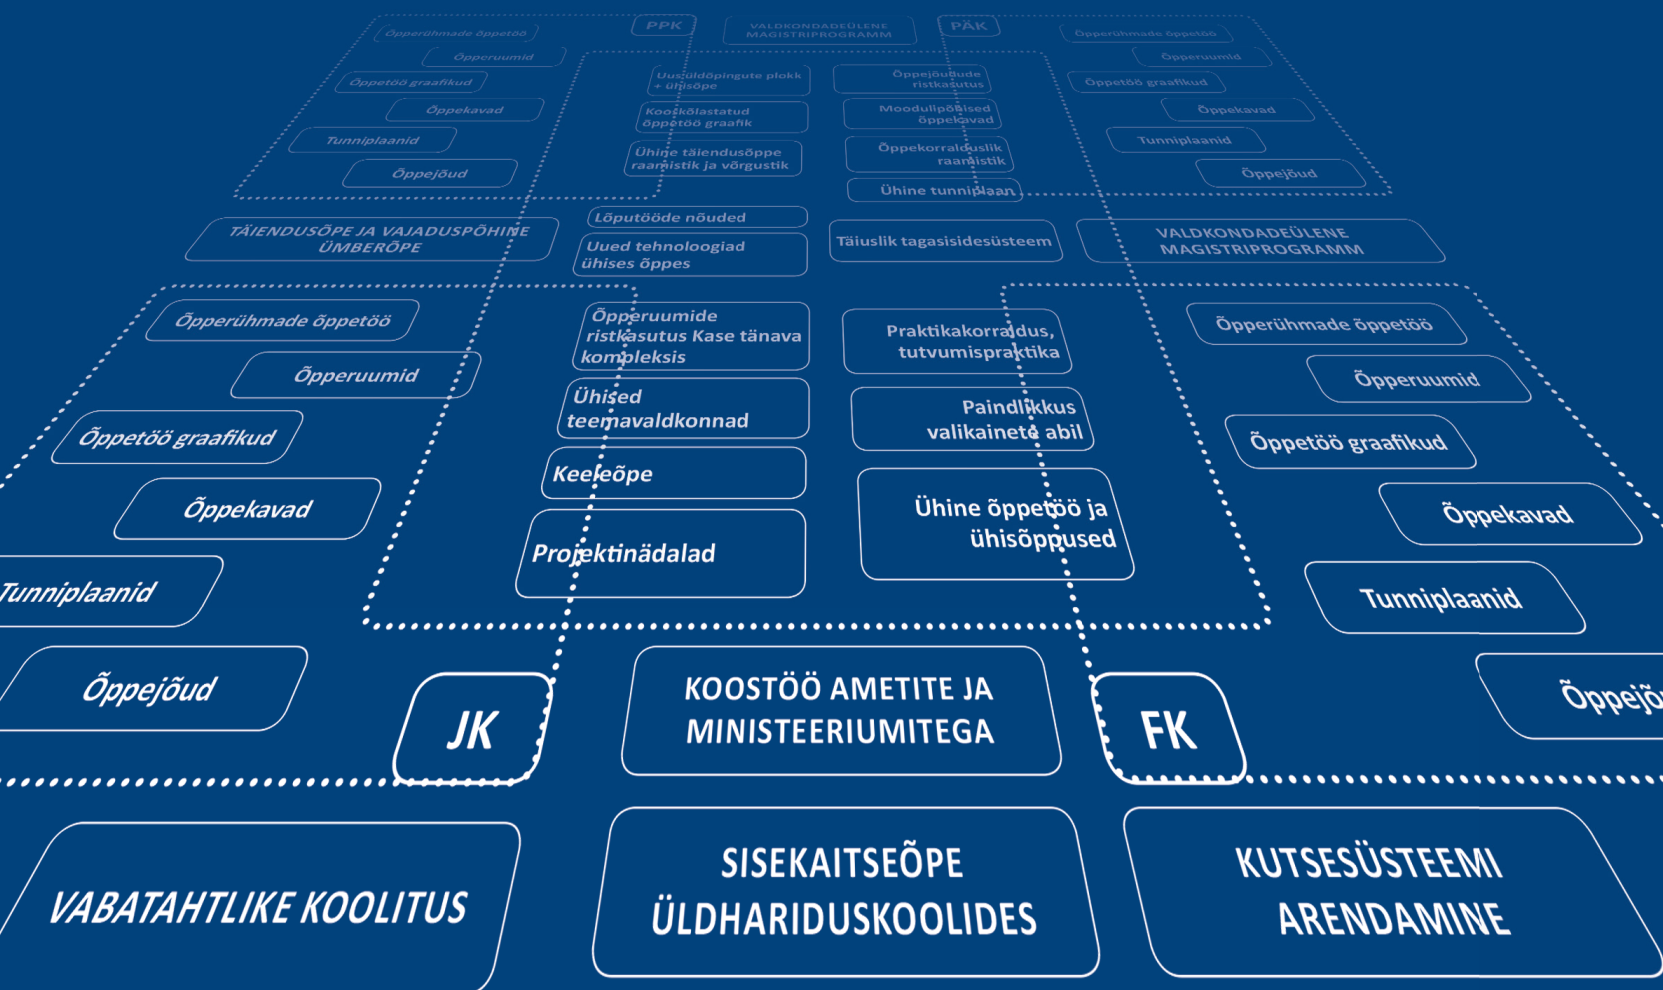 PPK
VALDKONDADEÜLENE
MAGISTRIPROGRAMM
PÄK
Õpperühmade õppetöö
Õpperuumid
Õppetöö graafikud
Õppekavad
Tunniplaanid
Õppejõud
Uus üldõpingute plokk
+ ühisõpe
Kooskõlastatud
õppetöö graafik
Ühine täiendusõppe
raamistik ja võrgustik
Õppejõudude
ristkasutus
Moodulipõhised
õppekavad
Õppekorralduslik
raamistik
Ühine tunniplaan
Õpperühmade õppetöö
Õpperuumid
Õppetöö graafikud
Õppekavad
Tunniplaanid
Õppejõud
TÄIENDUSÕPE JA VAJADUSPÕHINE
ÜMBERÕPE
Lõputööde nõuded
Uued tehnoloogiad
ühises õppes
Täiuslik tagasisidesüsteem
VALDKONDADEÜLENE
MAGISTRIPROGRAMM
Õpperühmade õppetöö
Õpperuumid
Õppetöö graafikud
Õppekavad
Tunniplaanid
Õppejõud
Õpperuumide
ristkasutus Kase tänava
kompleksis
Ühised
teemavaldkonnad
Keeleõpe
Projektinädalad
Praktikakorraldus,
tutvumispraktika
Paindlikkus
valikainete abil
Ühine õppetöö ja
ühisõppused
Õpperühmade õppetöö
Õpperuumid
Õppetöö graafikud
Õppekavad
Tunniplaanid
Õppejõ
JK
KOOSTÖÖ AMETITE JA
MINISTEERIUMITEGA
FK
VABATAHTLIKE KOOLITUS
SISEKAITSEÕPE
ÜLDHARIDUSKOOLIDES
KUTSESÜSTEEMI
ARENDAMINE